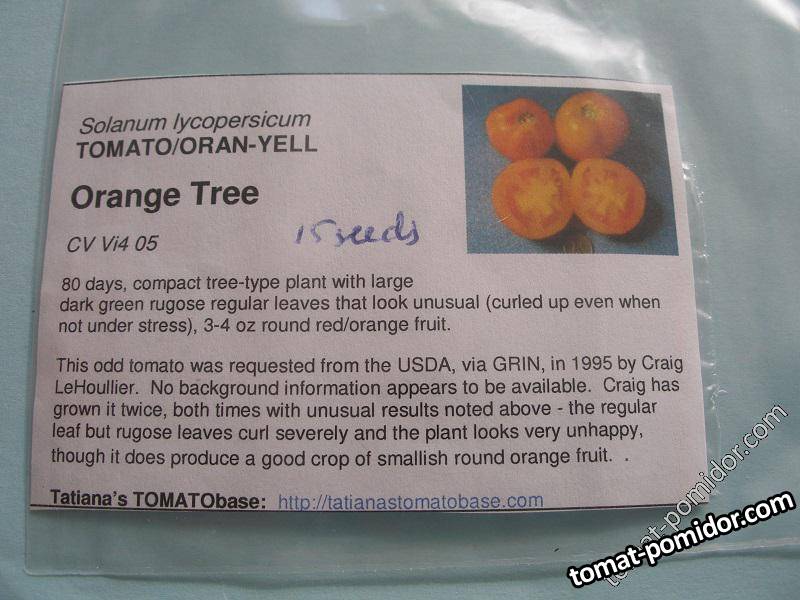 Solanum lycopersicum
TOMATO/ORAN-YELL
Orange Tree
CV Vi4 05
15 seeds
80 days, compact tree-type plant with large
dark green rugose regular leaves that look unusual (curled up even when
not under stress), 3-4 oz round red/orange fruit.
This odd tomato was requested from the USDA, via GRIN, in 1995 by Craig
LeHoullier. No background information appears to be available. Craig has
grown it twice, both times with unusual results noted above - the regular
leaf but rugose leaves curl severely and the plant looks very unhappy,
though it does produce a good crop of smallish round orange fruit. .
Tatiana's TOMATObase: http://tatianastomatobase.com
tomat-pomidor.com
tomat-pomidor.com